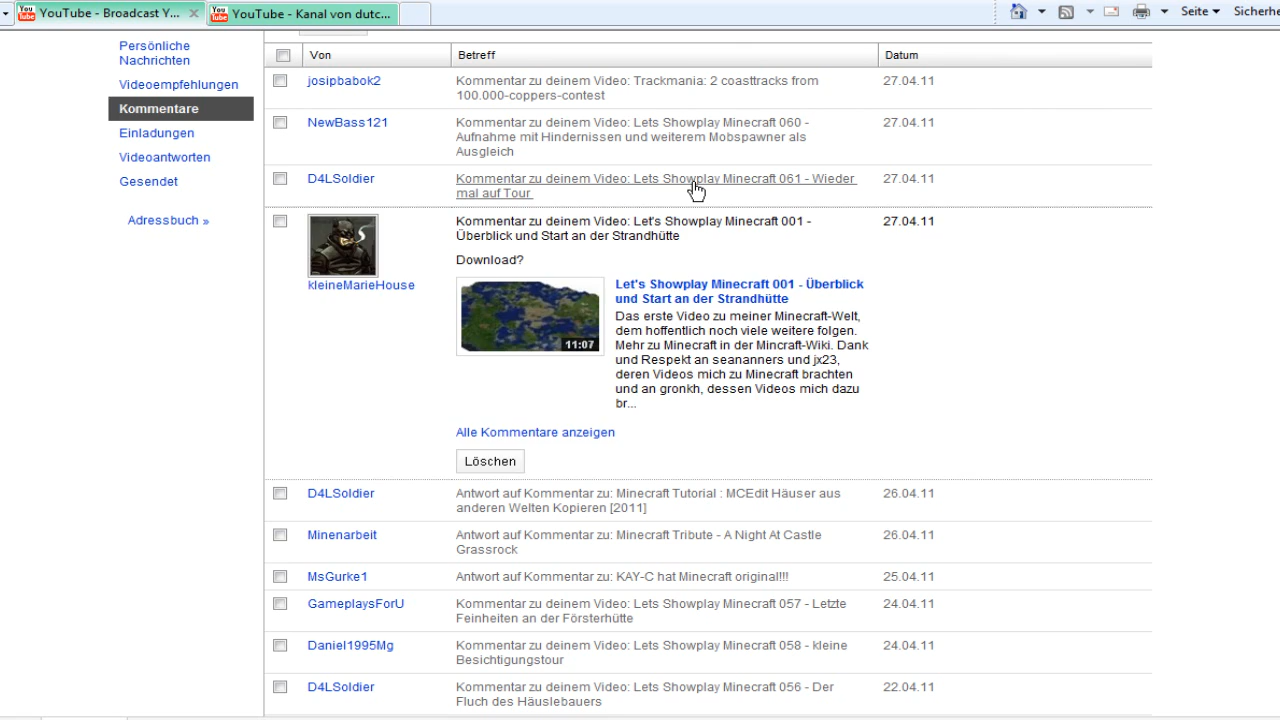 YouTube - Broadcast Y...
YouTube - Kanal von dutc...
Seite
Sicherhe
Persönliche
Nachrichten
Videoempfehlungen
Kommentare
Einladungen
Videoantworten
Gesendet
Adressbuch »
Von
Betreff
Datum
josipbabok2
Kommentar zu deinem Video: Trackmania: 2 coasttracks from
100.000-coppers-contest
27.04.11
NewBass121
Kommentar zu deinem Video: Lets Showplay Minecraft 060 -
Aufnahme mit Hindernissen und weiterem Mobspawner als
Ausgleich
27.04.11
D4LSoldier
Kommentar zu deinem Video: Lets Showplay Minecraft 061 - Wieder
mal auf Tour
27.04.11
kleineMarieHouse
Kommentar zu deinem Video: Let's Showplay Minecraft 001 -
Überblick und Start an der Strandhütte
27.04.11
Download?
11:07
Let's Showplay Minecraft 001 - Überblick
und Start an der Strandhütte
Das erste Video zu meiner Minecraft-Welt,
dem hoffentlich noch viele weitere folgen.
Mehr zu Minecraft in der Mincraft-Wiki. Dank
und Respekt an seananners und jx23,
deren Videos mich zu Minecraft brachten
und an gronkh, dessen Videos mich dazu
br...
Alle Kommentare anzeigen
Löschen
D4LSoldier
Antwort auf Kommentar zu: Minecraft Tutorial : MCEdit Häuser aus
anderen Welten Kopieren [2011]
26.04.11
Minenarbeit
Antwort auf Kommentar zu: Minecraft Tribute - A Night At Castle
Grassrock
26.04.11
MsGurke1
Antwort auf Kommentar zu: KAY-C hat Minecraft original!!!
25.04.11
GameplaysForU
Kommentar zu deinem Video: Lets Showplay Minecraft 057 - Letzte
Feinheiten an der Försterhütte
24.04.11
Daniel1995Mg
Kommentar zu deinem Video: Lets Showplay Minecraft 058 - kleine
Besichtigungstour
24.04.11
D4LSoldier
Kommentar zu deinem Video: Lets Showplay Minecraft 056 - Der
Fluch des Häuslebauers
22.04.11